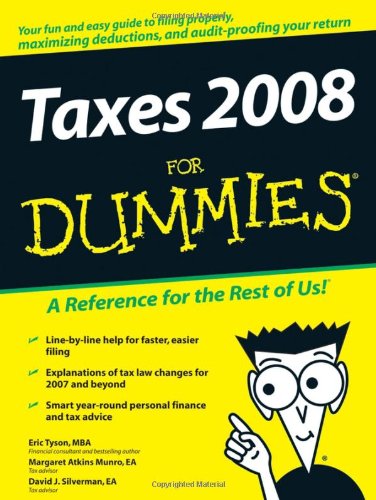 Your fun and easy guide to filing properly,
maximizing deductions, and audit-proofing your return
Taxes 2008
FOR
DUMMIES®
A Reference for the Rest of Us!®
Line-by-line help for faster, easier
filing
Explanations of tax law changes for
2007 and beyond
Smart year-round personal finance
and tax advice
Eric Tyson, MBA
Financial consultant and bestselling author
Margaret Atkins Munro, EA
Tax advisor
David J. Silverman, EA
Tax advisor
®